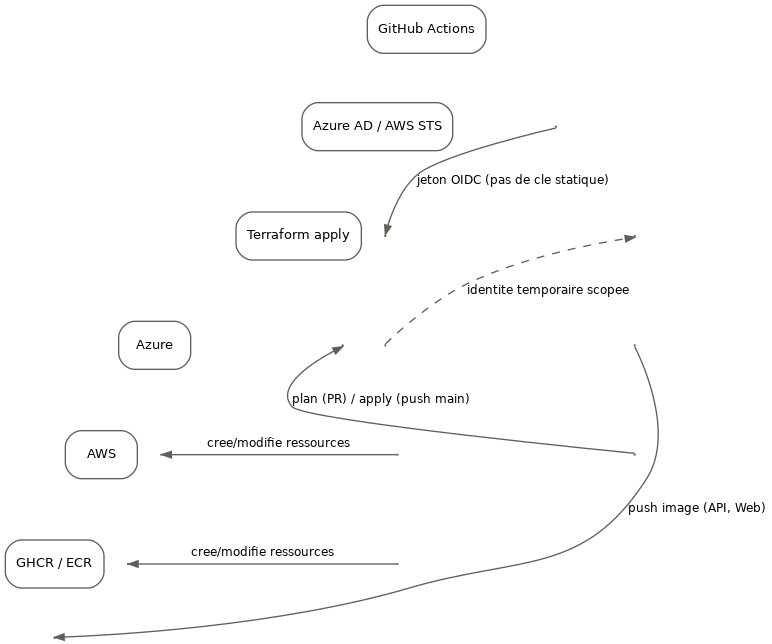 GitHub Actions
Azure AD / AWS STS
jeton OIDC (pas de cle statique)
Terraform apply
identite temporaire scopee
Azure
plan (PR) / apply (push main)
cree/modifie ressources
AWS
push image (API, Web)
cree/modifie ressources
GHCR / ECR